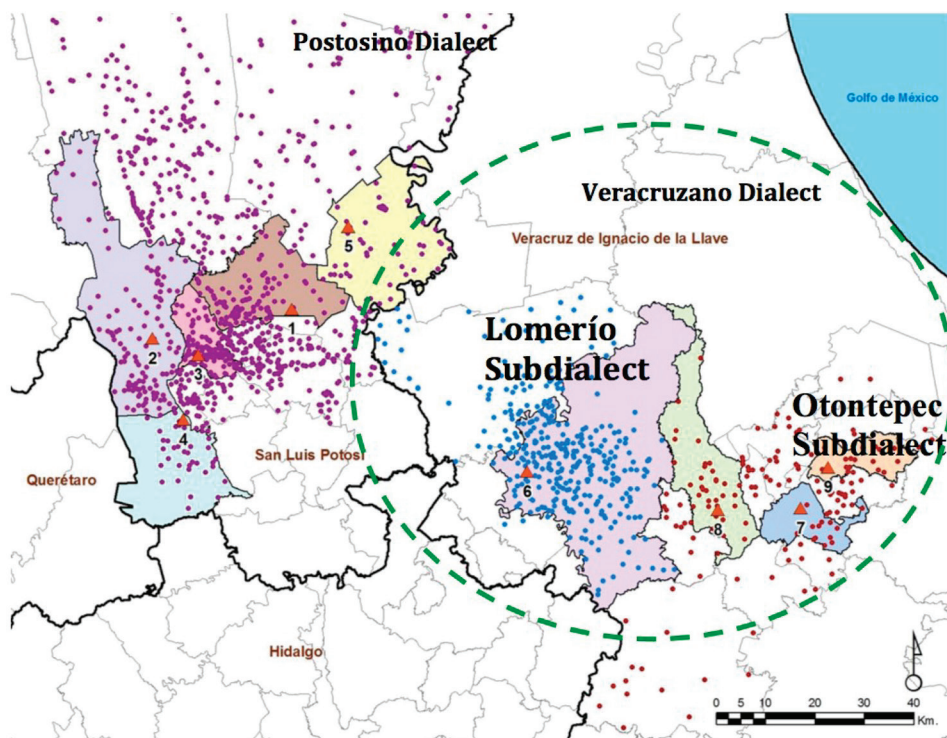 Postosino Dialect
Golfo de México
Veracruzano Dialect
Veracruz de Ignacio de la Llave
5
1
2
3
4
Lomerío
Subdialect
Otontepec
Subdialect
San Luis Potosí
Querétaro
6
8
7
9
Hidalgo
0 5 10 20 30 40
Km.